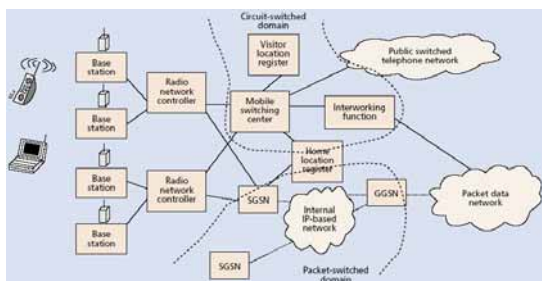 Circuit-switched
domain
Visitor
location
register
Public switched
telephone network
Base
station
Radio
network
controller
Base
station
Mobile
switching
center
Interworking
function
Home
location
register
Base
station
Radio
network
controller
Base
station
SGSN
Internal
IP-based
network
GGSN
Packet data
network
SGSN
Packet-switched
domain